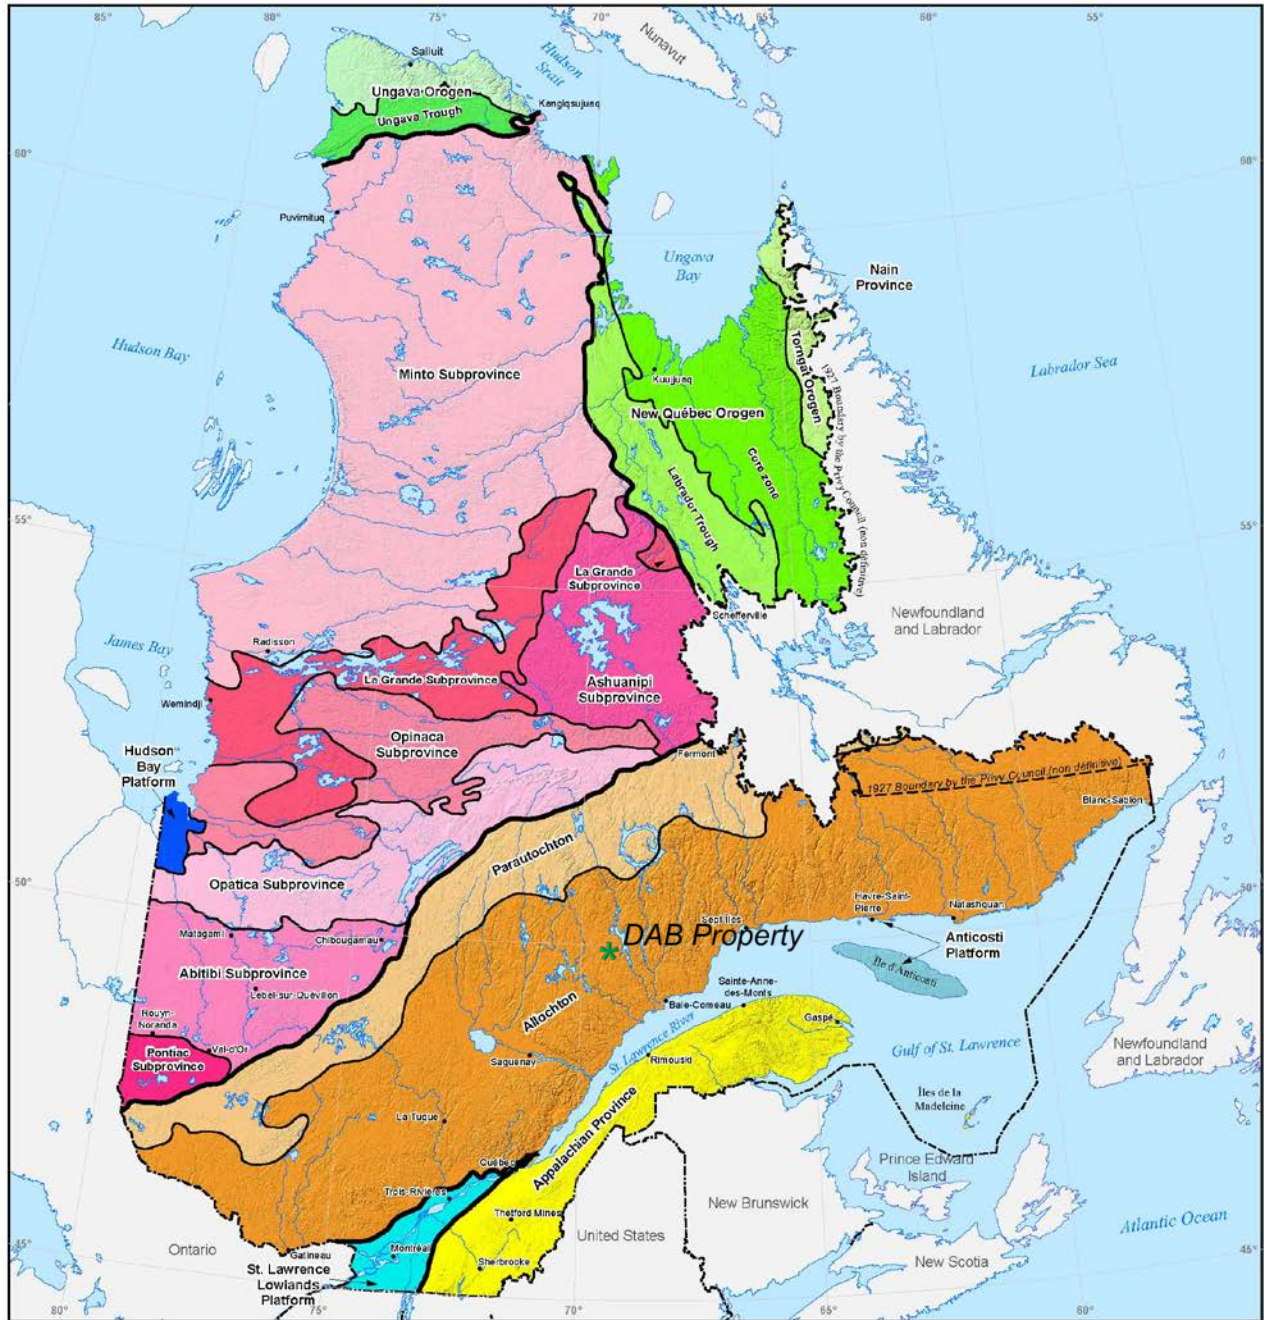 85°
80°
75°
70°
65°
60°
55°
Salluit
Hudson
Strait
Nunavut
Ungava Orogen
Ungava Trough
Kangiqsujuaq
60°
60°
Puvirnituq
Ungava
Bay
Nain
Province
Hudson Bay
Labrador Sea
Minto Subprovince
Kuujjuaq
Torngat Orogen
1927 Boundary by the Privy Council (non définitive)
New Québec Orogen
Core zone
Labrador Trough
55°
55°
La Grande
Subprovince
Schefferville
Newfoundland
and Labrador
James Bay
Radisson
La Grande Subprovince
Ashuanipi
Subprovince
Wemindji
Opinaca
Subprovince
Fermont
Hudson
Bay
Platform
1927 Boundary by the Privy Council (non définitive)
Blanc-Sablon
Parautochton
50°
50°
Opatica Subprovince
Havre-Saint-
Pierre
Natashquan
Sept-Îles
Matagami
Chibougamau
DAB Property
Anticosti
Platform
Abitibi Subprovince
Île d'Anticosti
Lebel-sur-Quévillon
Sainte-Anne-
des-Monts
Baie-Comeau
Rouyn-
Noranda
Allochton
Gaspé
St. Lawrence River
Val-d'Or
Pontiac
Subprovince
Saguenay
Rimouski
Gulf of St. Lawrence
Newfoundland
and Labrador
Îles de la
Madeleine
La Tuque
Appalachian Province
Québec
Prince Edward
Island
Trois-Rivières
New Brunswick
Thetford Mines
United States
Atlantic Ocean
45°
Ontario
Gatineau
Montréal
Sherbrooke
New Scotia
45°
St. Lawrence
Lowlands
Platform
80°
75°
70°
65°
60°